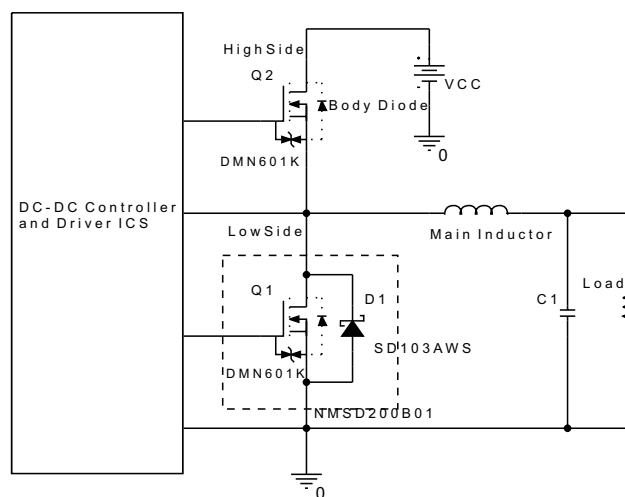 HighSide
Q2
VCC
Body Diode
0
DMN601K
DC-DC Controller
and Driver ICS
LowSide
Main Inductor
Q1
D1
C1
Load
SD103AWS
DMN601K
NMSD200B01
0